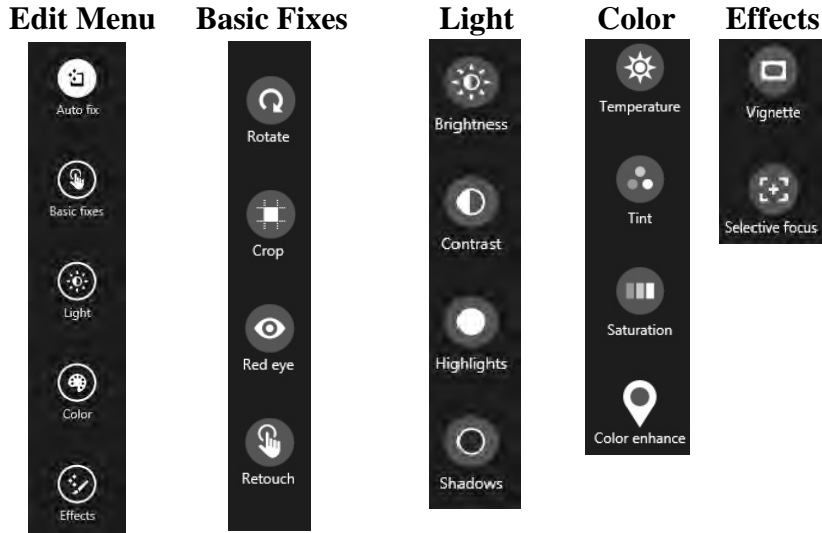 Edit Menu Basic Fixes Light Color Effects
Auto fix
Basic fixes
Light
Color
Effects
Rotate
Crop
Red eye
Retouch
Brightness
Contrast
Highlights
Shadows
Temperature
Tint
Saturation
Color enhance
Vignette
Selective focus